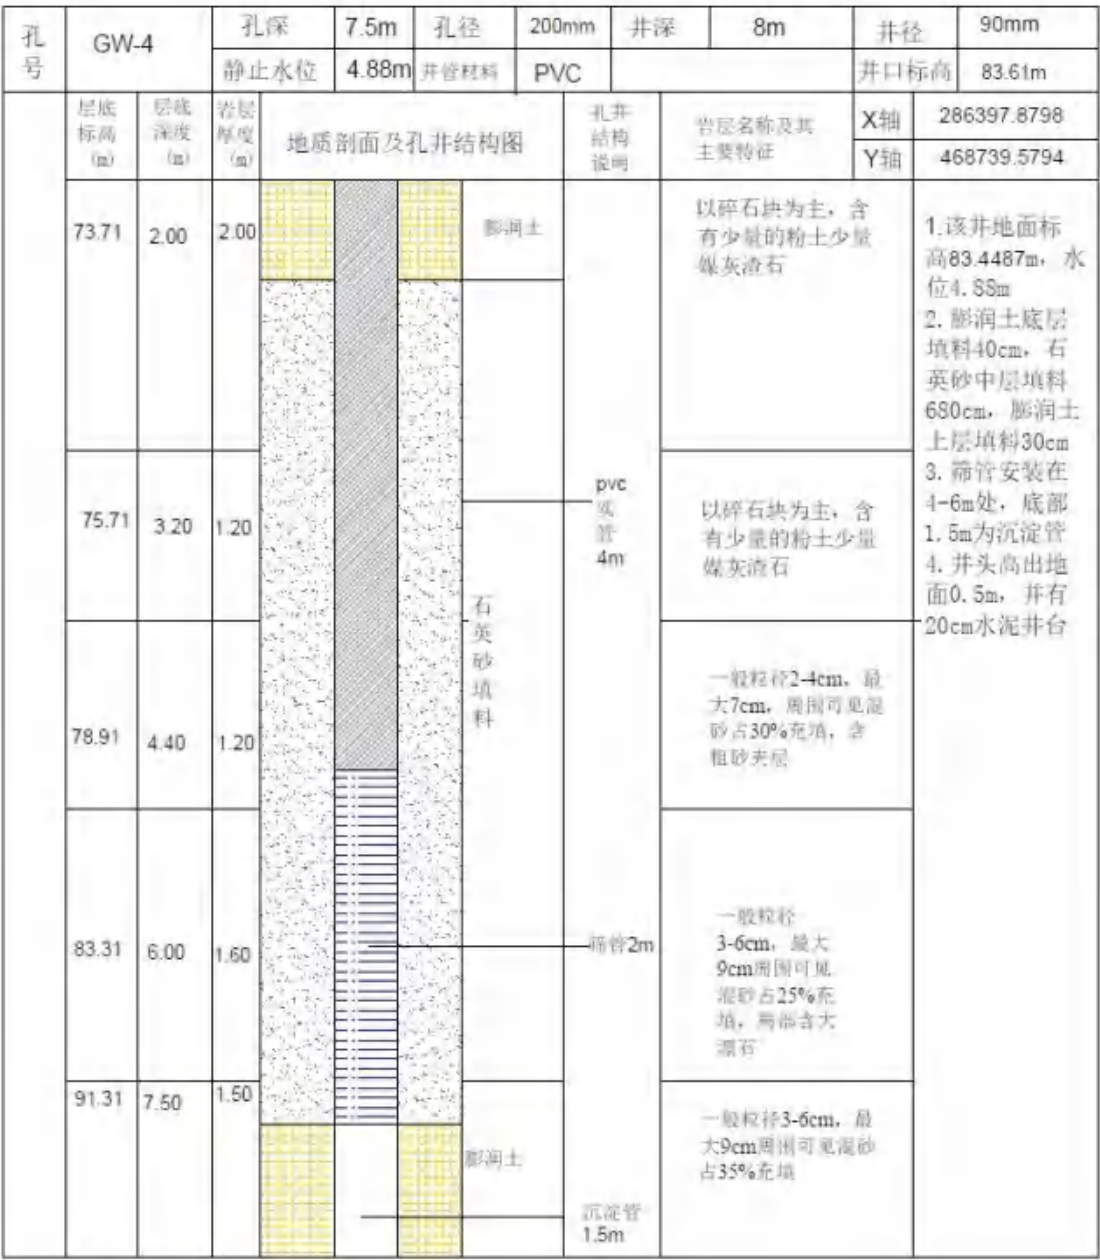 孔号 GW-4 孔深 7.5m 孔径 200mm 井深 8m 井径 90mm
静止水位 4.88m 井管材料 PVC 井口标高 83.61m
层底标高(m) 层底深度(m) 岩层厚度(m) 地质剖面及孔井结构图 孔井结构说明 岩层名称及其主要特征 X轴 286397.8798
Y轴 468739.5794
73.71 2.00 2.00
膨润土
以碎石块为主，含
有少量的粉土少量
煤灰渣石
75.71 3.20 1.20
pvc
实
管
4m
以碎石块为主，含
有少量的粉土少量
煤灰渣石
石
英
砂
填
料
78.91 4.40 1.20
一般粒径2-4cm，最
大7cm，周围可见混
砂占30%充填，含
粗砂夹层
83.31 6.00 1.60
筛管2m
一般粒径
3-6cm，最大
9cm周围可见
混砂占25%充
填，局部含大
漂石
91.31 7.50 1.50
膨润土
沉淀管
1.5m
一般粒径3-6cm，最
大9cm周围可见混砂
占35%充填
1.该井地面标
高83.4487m，水
位4.88m
2.膨润土底层
填料40cm，石
英砂中层填料
680cm，膨润土
上层填料30cm
3.筛管安装在
4-6m处，底部
1.5m为沉淀管
4.井头高出地
面0.5m，并有
20cm水泥井台